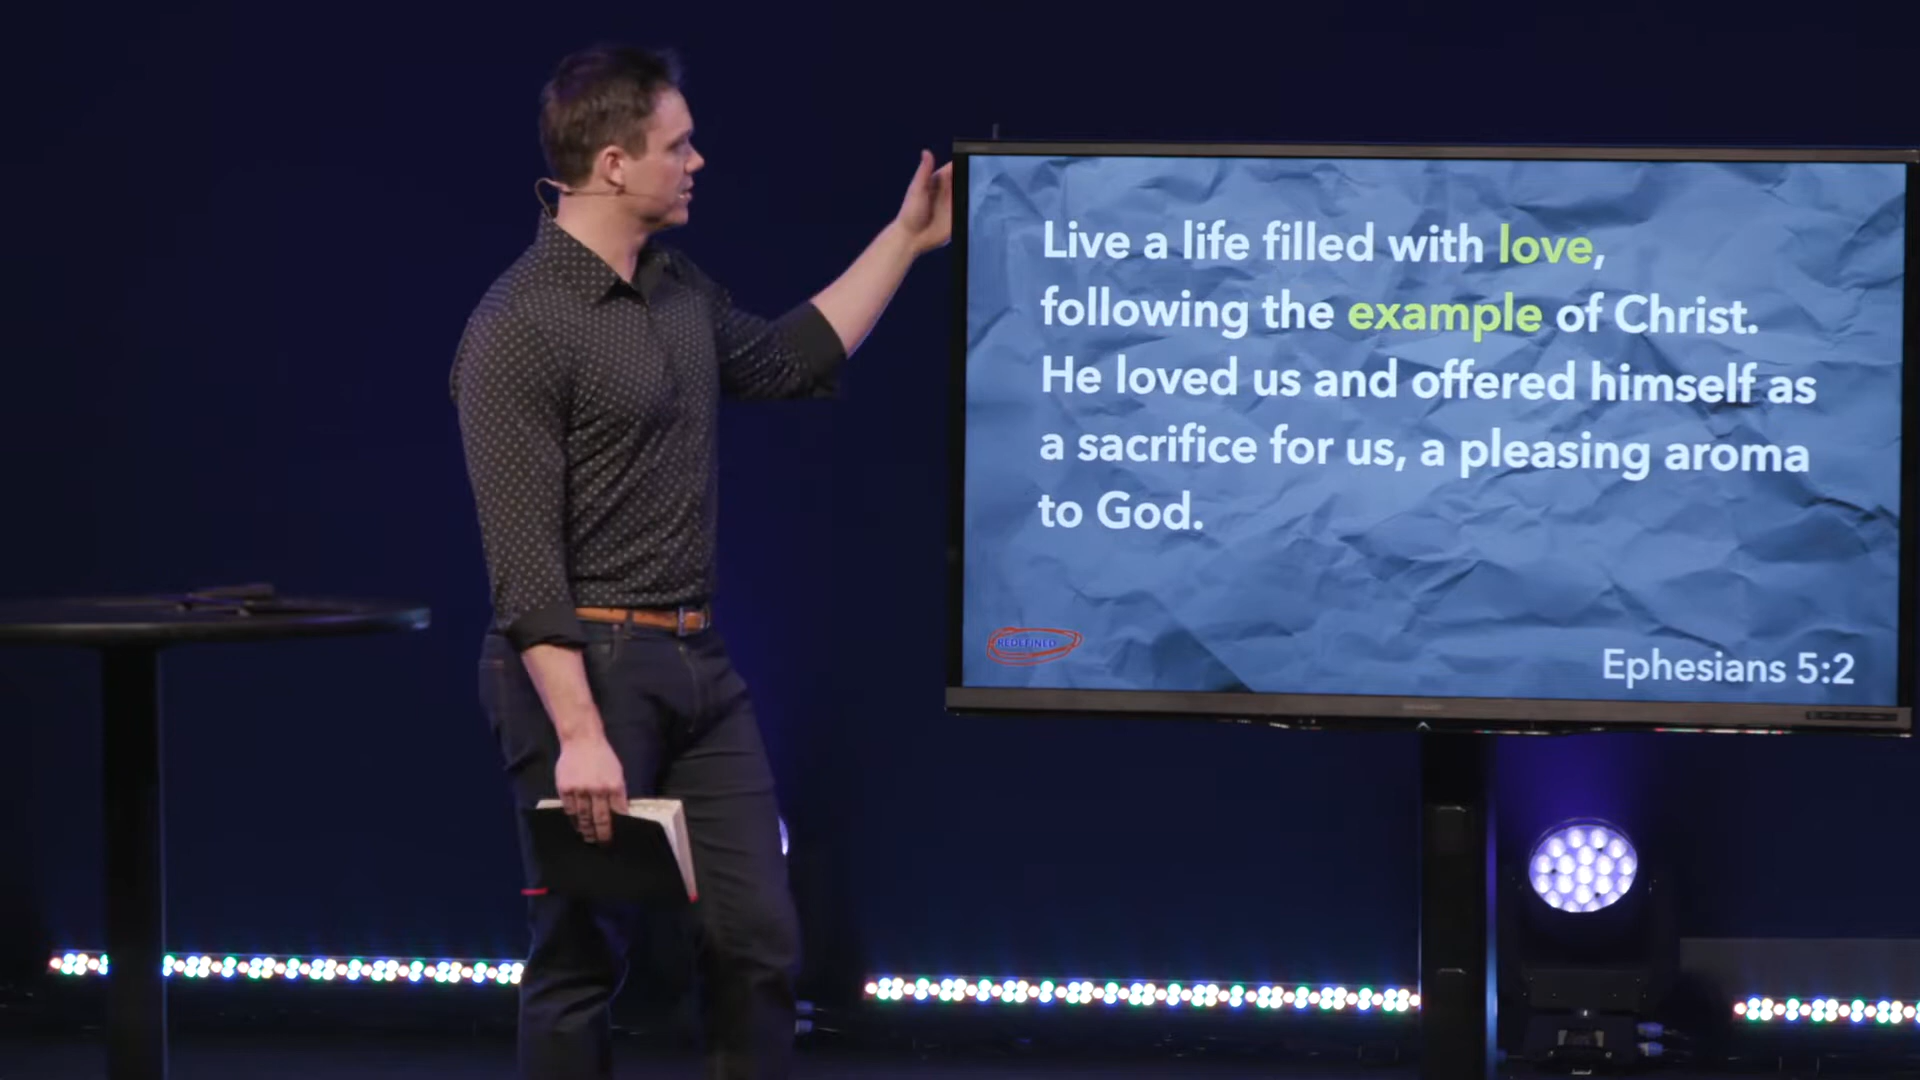 Live a life filled with love,
following the example of Christ.
He loved us and offered himself as
a sacrifice for us, a pleasing aroma
to God.
REDEFINED
Ephesians 5:2